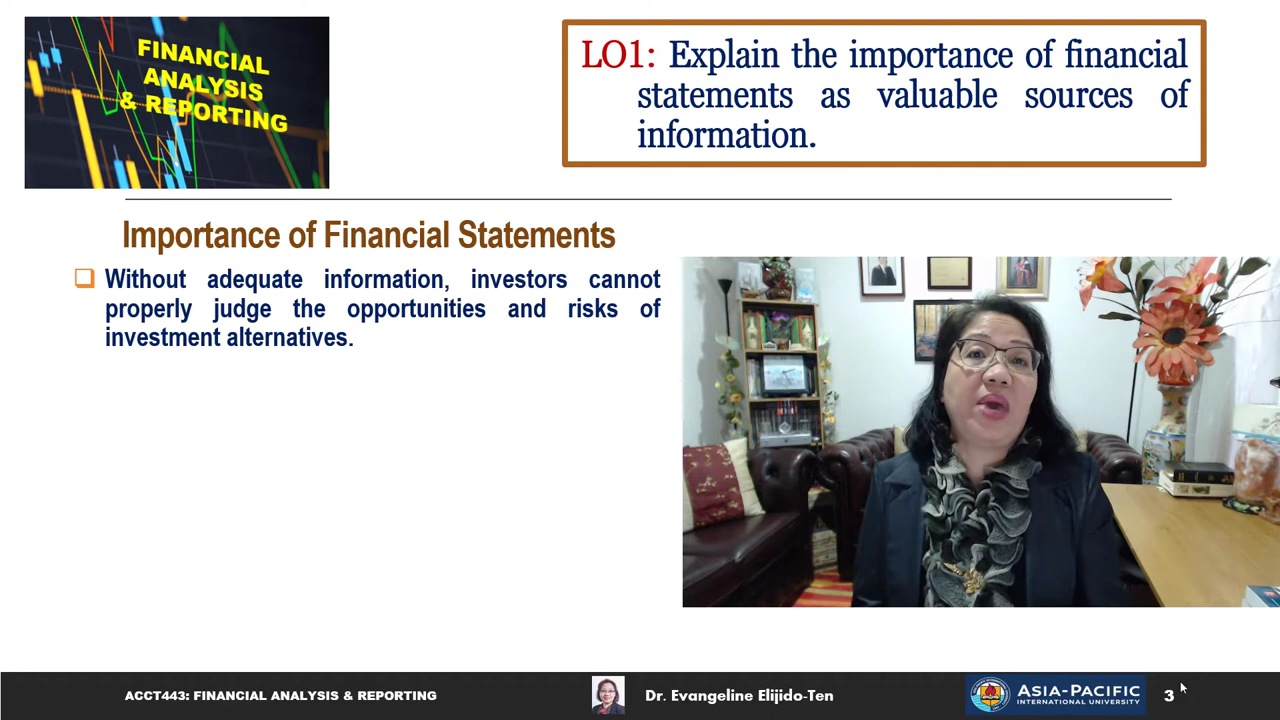 FINANCIAL
ANALYSIS
& REPORTING
LO1: Explain the importance of financial
statements as valuable sources of
information.
Importance of Financial Statements
Without adequate information, investors cannot
properly judge the opportunities and risks of
investment alternatives.
ACCT443: FINANCIAL ANALYSIS & REPORTING
Dr. Evangeline Elijido-Ten
ASIA-PACIFIC
INTERNATIONAL UNIVERSITY
3